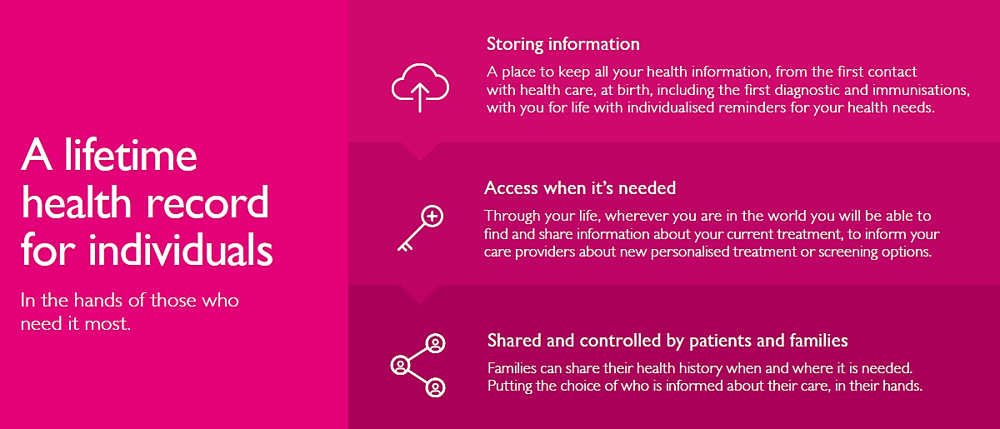 A lifetime
health record
for individuals
In the hands of those who
need it most.
Storing information
A place to keep all your health information, from the first contact
with health care, at birth, including the first diagnostic and immunisations,
with you for life with individualised reminders for your health needs.
Access when it's needed
Through your life, wherever you are in the world you will be able to
find and share information about your current treatment, to inform your
care providers about new personalised treatment or screening options.
Shared and controlled by patients and families
Families can share their health history when and where it is needed.
Putting the choice of who is informed about their care, in their hands.